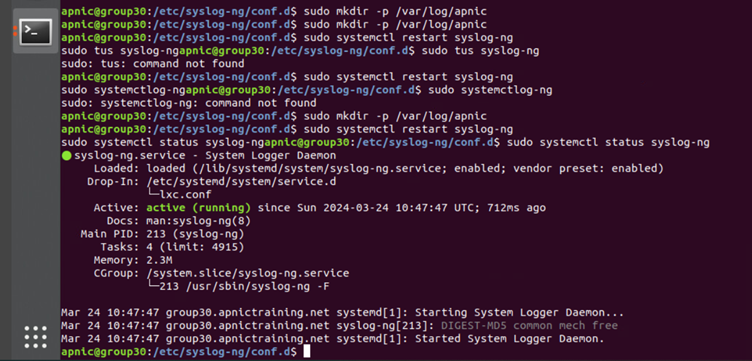 apnic@group30:/etc/syslog-ng/conf.d$ sudo mkdir -p /var/log/apnic
apnic@group30:/etc/syslog-ng/conf.d$ sudo mkdir -p /var/log/apnic
apnic@group30:/etc/syslog-ng/conf.d$ sudo systemctl restart syslog-ng
sudo tus syslog-ngapnic@group30:/etc/syslog-ng/conf.d$ sudo tus syslog-ng
sudo: tus: command not found
apnic@group30:/etc/syslog-ng/conf.d$ sudo systemctl restart syslog-ng
sudo systemctlog-ngapnic@group30:/etc/syslog-ng/conf.d$ sudo systemctlog-ng
sudo: systemctlog-ng: command not found
apnic@group30:/etc/syslog-ng/conf.d$ sudo mkdir -p /var/log/apnic
apnic@group30:/etc/syslog-ng/conf.d$ sudo systemctl restart syslog-ng
sudo systemctl status syslog-ngapnic@group30:/etc/syslog-ng/conf.d$ sudo systemctl status syslog-ng
● syslog-ng.service - System Logger Daemon
Loaded: loaded (/lib/systemd/system/syslog-ng.service; enabled; vendor preset: enabled)
Drop-In: /etc/systemd/system/service.d
└─lxc.conf
Active: active (running) since Sun 2024-03-24 10:47:47 UTC; 712ms ago
Docs: man:syslog-ng(8)
Main PID: 213 (syslog-ng)
Tasks: 4 (limit: 4915)
Memory: 2.3M
CGroup: /system.slice/syslog-ng.service
└─213 /usr/sbin/syslog-ng -F
Mar 24 10:47:47 group30.apnictraining.net systemd[1]: Starting System Logger Daemon...
Mar 24 10:47:47 group30.apnictraining.net syslog-ng[213]: DIGEST-MD5 common mech free
Mar 24 10:47:47 group30.apnictraining.net systemd[1]: Started System Logger Daemon.
apnic@group30:/etc/syslog-ng/conf.d$